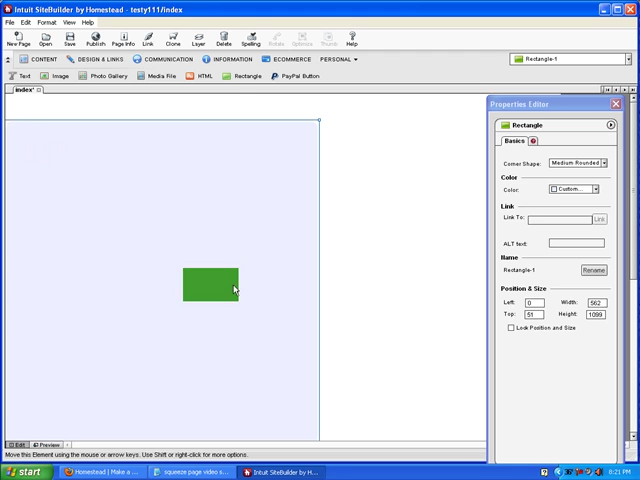 Intuit SiteBuilder by Homestead - testy111/index
File Edit Format View Help
New Page Open Save Publish Page Info Link Clone Layer Delete Spelling Rotate Optimize Thumb Help
CONTENT DESIGN & LINKS COMMUNICATION INFORMATION ECOMMERCE PERSONAL
Rectangle-1
Text Image Photo Gallery Media File HTML Rectangle PayPal Button
index*
Properties Editor
Rectangle
Basics
Corner Shape: Medium Rounded
Color
Color: Custom...
Link
Link To: Link
ALT text:
Name
Rectangle-1 Rename
Position & Size
Left: 0 Width: 562
Top: 51 Height: 1099
Lock Position and Size
Edit Preview
Move this Element using the mouse or arrow keys. Use Shift or right-click for more options.
start Homestead | Make a ... squeeze page video s... Intuit SiteBuilder by H... 8:21 PM